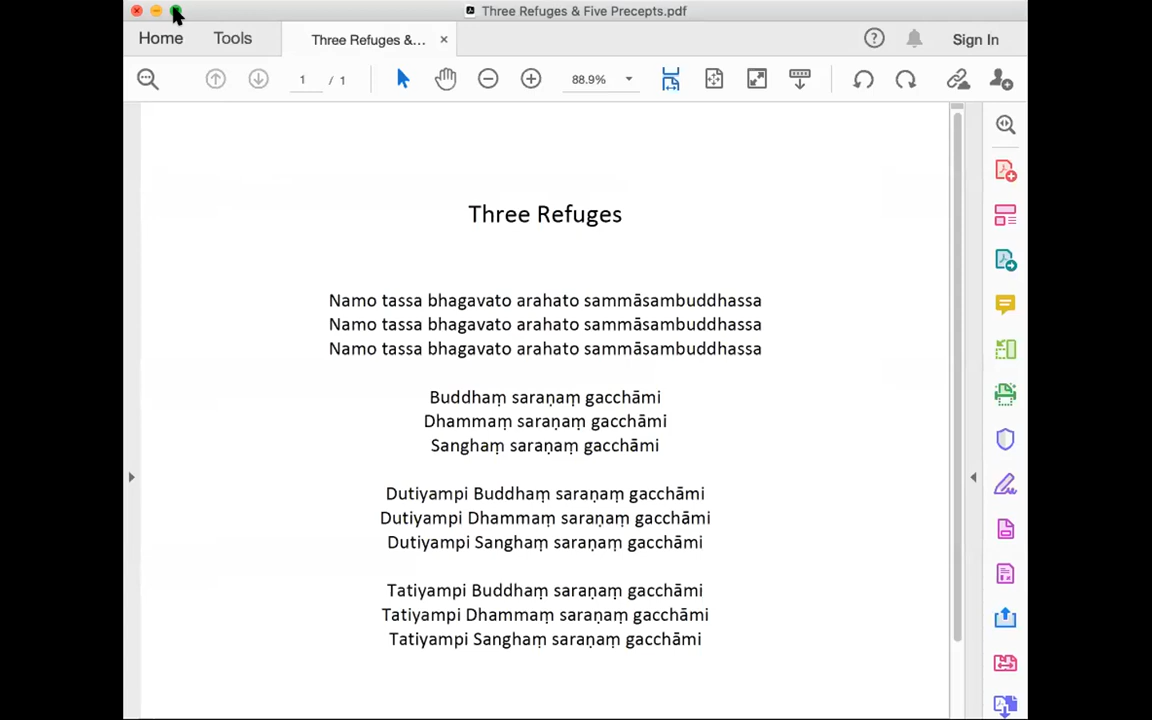 Three Refuges & Five Precepts.pdf
Home Tools Three Refuges &... × Sign In
1 / 1 88.9%
Three Refuges
Namo tassa bhagavato arahato sammāsambuddhassa
Namo tassa bhagavato arahato sammāsambuddhassa
Namo tassa bhagavato arahato sammāsambuddhassa
Buddhaṃ saraṇaṃ gacchāmi
Dhammaṃ saraṇaṃ gacchāmi
Sanghaṃ saraṇaṃ gacchāmi
Dutiyampi Buddhaṃ saraṇaṃ gacchāmi
Dutiyampi Dhammaṃ saraṇaṃ gacchāmi
Dutiyampi Sanghaṃ saraṇaṃ gacchāmi
Tatiyampi Buddhaṃ saraṇaṃ gacchāmi
Tatiyampi Dhammaṃ saraṇaṃ gacchāmi
Tatiyampi Sanghaṃ saraṇaṃ gacchāmi